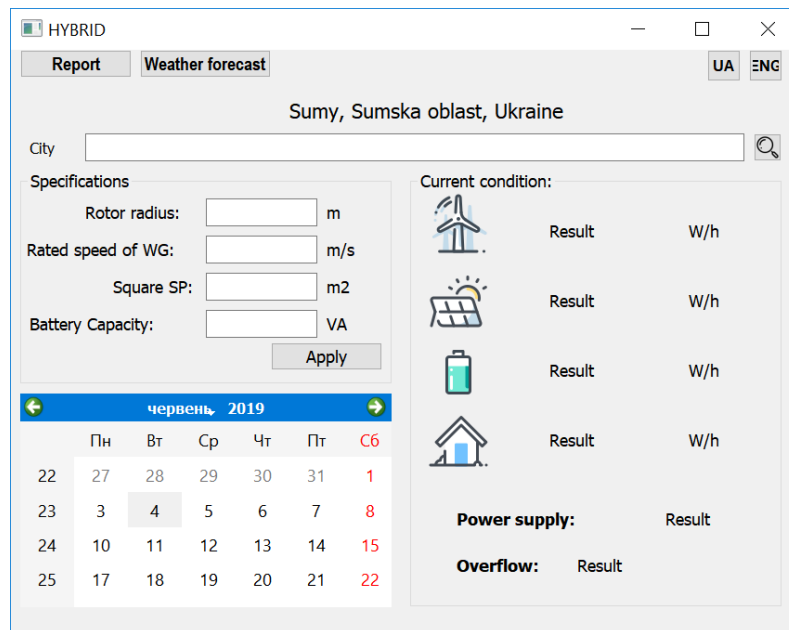 HYBRID
Report Weather forecast UA ENG
Sumy, Sumska oblast, Ukraine
City
Specifications
Rotor radius: m
Rated speed of WG: m/s
Square SP: m2
Battery Capacity: VA
Apply
червень, 2019
Пн Вт Ср Чт Пт Сб
22 27 28 29 30 31 1
23 3 4 5 6 7 8
24 10 11 12 13 14 15
25 17 18 19 20 21 22
Current condition:
Result W/h
Result W/h
Result W/h
Result W/h
Power supply: Result
Overflow: Result